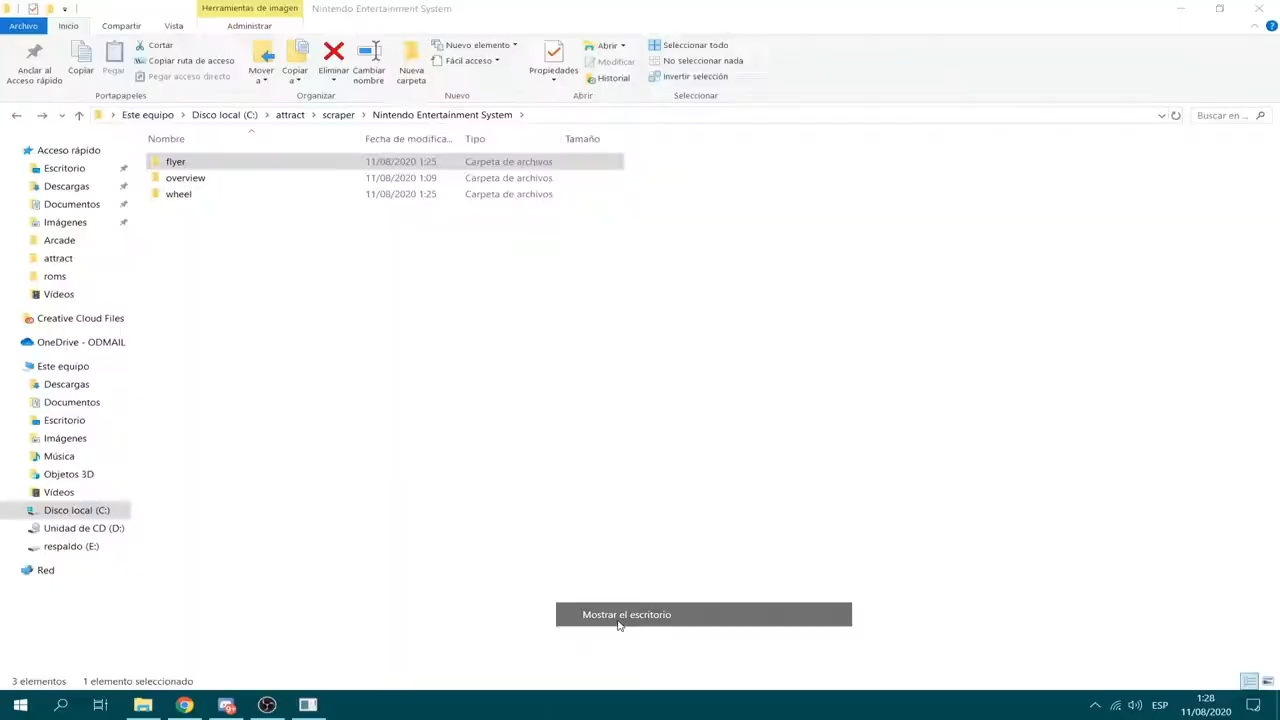 Herramientas de imagen
Nintendo Entertainment System
Archivo
Inicio
Compartir
Vista
Administrar
Anclar al
Acceso rápido
Copiar
Pegar
Cortar
Copiar ruta de acceso
Pegar acceso directo
Portapapeles
Mover
a
Copiar
a
Eliminar
Cambiar
nombre
Organizar
Nueva
carpeta
Nuevo elemento
Fácil acceso
Nuevo
Propiedades
Abrir
Modificar
Historial
Abrir
Seleccionar todo
No seleccionar nada
Invertir selección
Seleccionar
Este equipo > Disco local (C:) > attract > scraper > Nintendo Entertainment System >
Buscar en ...
Nombre Fecha de modifica... Tipo Tamaño
flyer 11/08/2020 1:25 Carpeta de archivos
overview 11/08/2020 1:09 Carpeta de archivos
wheel 11/08/2020 1:25 Carpeta de archivos
Acceso rápido
Escritorio
Descargas
Documentos
Imágenes
Arcade
attract
roms
Vídeos
Creative Cloud Files
OneDrive - ODMAIL
Este equipo
Descargas
Documentos
Escritorio
Imágenes
Música
Objetos 3D
Vídeos
Disco local (C:)
Unidad de CD (D:)
respaldo (E:)
Red
Mostrar el escritorio
3 elementos 1 elemento seleccionado
ESP
1:28
11/08/2020